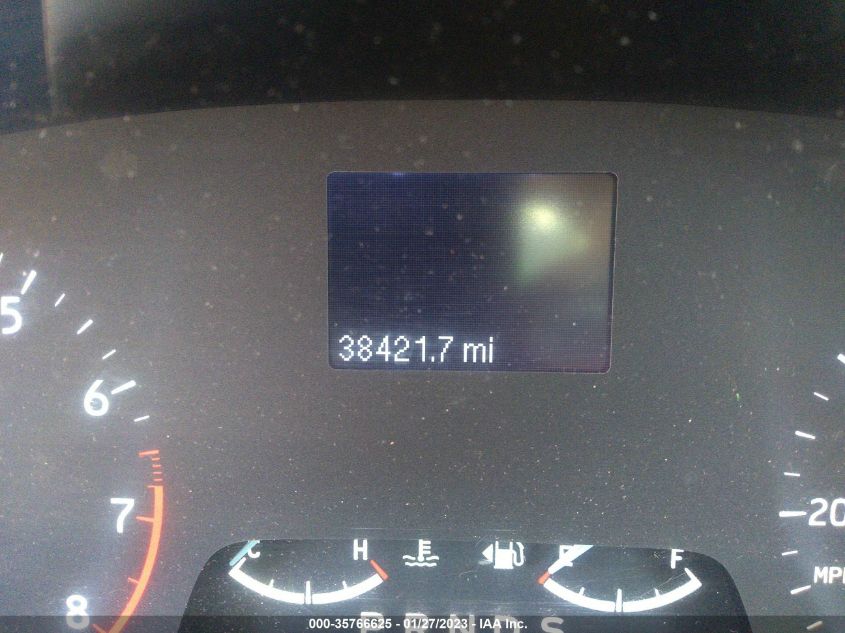 38421.7 mi
5
6
7
8
20
MPH
C H
E F
P R N D S
000-35766625 - 01/27/2023 - IAA Inc.